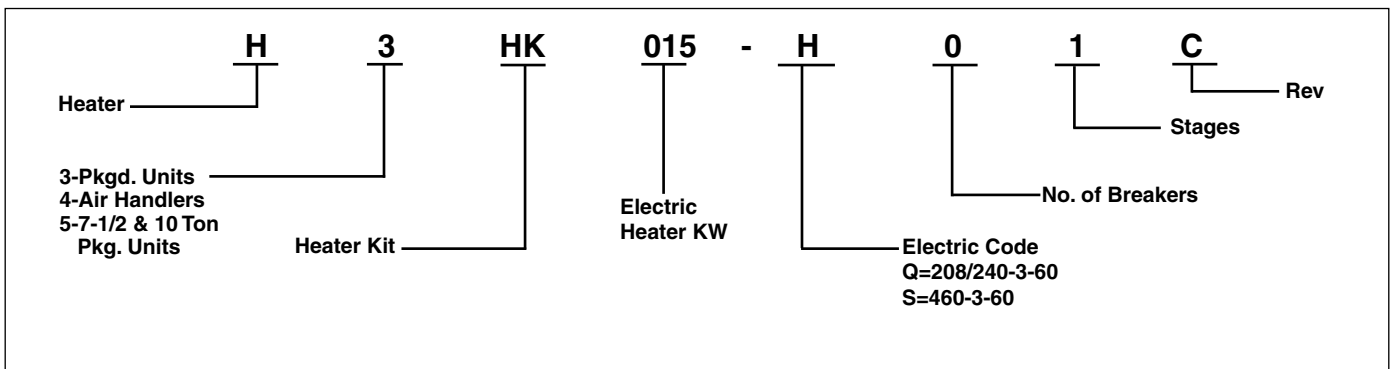 H 3 HK 015 - H 0 1 C
Heater
Rev
Stages
3-Pkgd. Units
4-Air Handlers
5-7-1/2 & 10 Ton
Pkg. Units
Heater Kit
Electric
Heater KW
No. of Breakers
Electric Code
Q=208/240-3-60
S=460-3-60